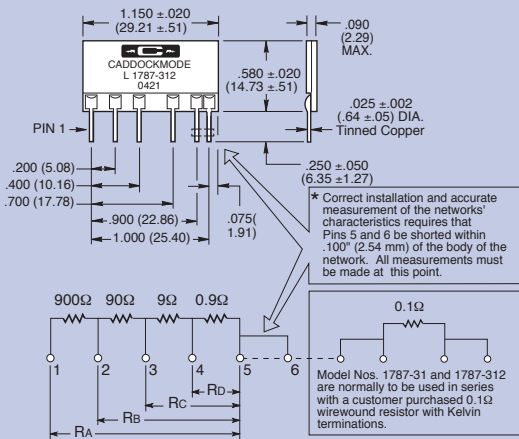 1.150 ±.020
(29.21 ±.51)
.090
(2.29)
MAX.
C
CADDOCKMODE
L 1787-312
0421
.580 ±.020
(14.73 ±.51)
.025 ±.002
(.64 ±.05) DIA.
Tinned Copper
PIN 1
.250 ±.050
(6.35 ±1.27)
.200 (5.08)
.400 (10.16)
.700 (17.78)
.900 (22.86)
1.000 (25.40)
.075(
1.91)
* Correct installation and accurate
measurement of the networks'
characteristics requires that
Pins 5 and 6 be shorted within
.100" (2.54 mm) of the body of the
network. All measurements must
be made at this point.
900Ω 90Ω 9Ω 0.9Ω
0.1Ω
1 2 3 4 5 6
RD
RC
RB
RA
Model Nos. 1787-31 and 1787-312
are normally to be used in series
with a customer purchased 0.1Ω
wirewound resistor with Kelvin
terminations.